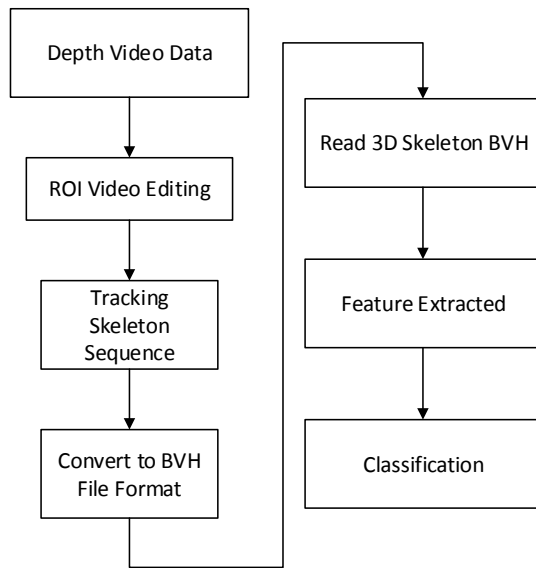 Depth Video Data
ROI Video Editing
Tracking
Skeleton
Sequence
Convert to BVH
File Format
Read 3D Skeleton BVH
Feature Extracted
Classification